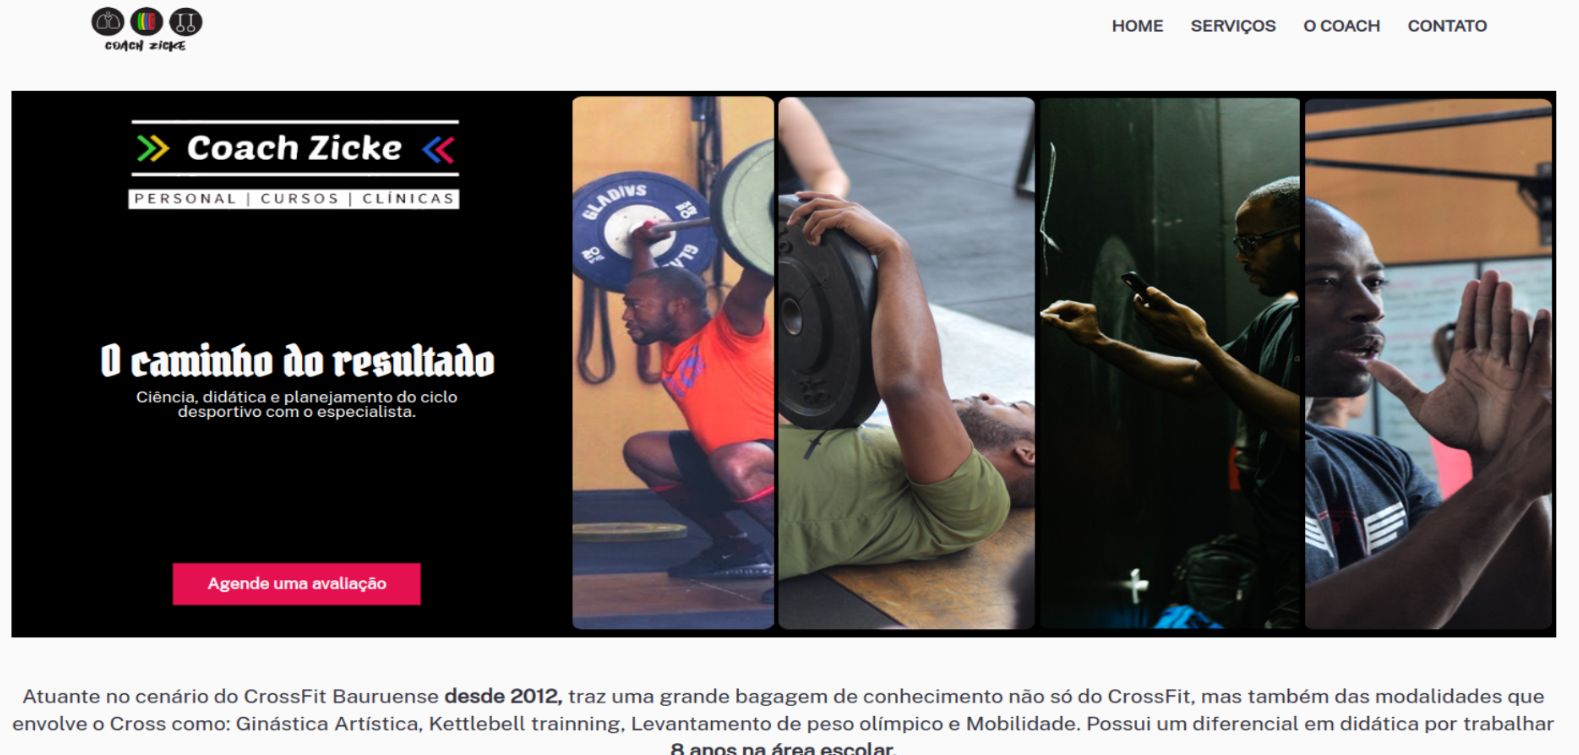 COACH ZICKE
HOME SERVIÇOS O COACH CONTATO
Coach Zicke
PERSONAL | CURSOS | CLÍNICAS
GLADIUS
O caminho do resultado
Ciência, didática e planejamento do ciclo
desportivo com o especialista.
Agende uma avaliação
Atuante no cenário do CrossFit Bauruense desde 2012, traz uma grande bagagem de conhecimento não só do CrossFit, mas também das modalidades que
envolve o Cross como: Ginástica Artística, Kettlebell trainning, Levantamento de peso olímpico e Mobilidade. Possui um diferencial em didática por trabalhar
8 anos na área escolar.